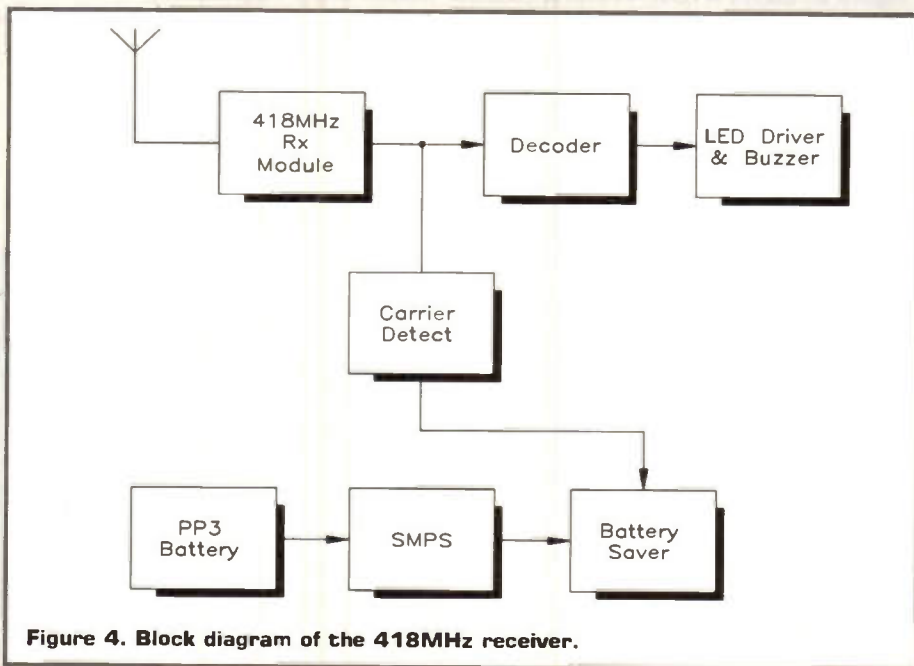 418MHz
Rx
Module
Decoder
LED Driver
& Buzzer
Carrier
Detect
PP3
Battery
SMPS
Battery
Saver
Figure 4. Block diagram of the 418MHz receiver.